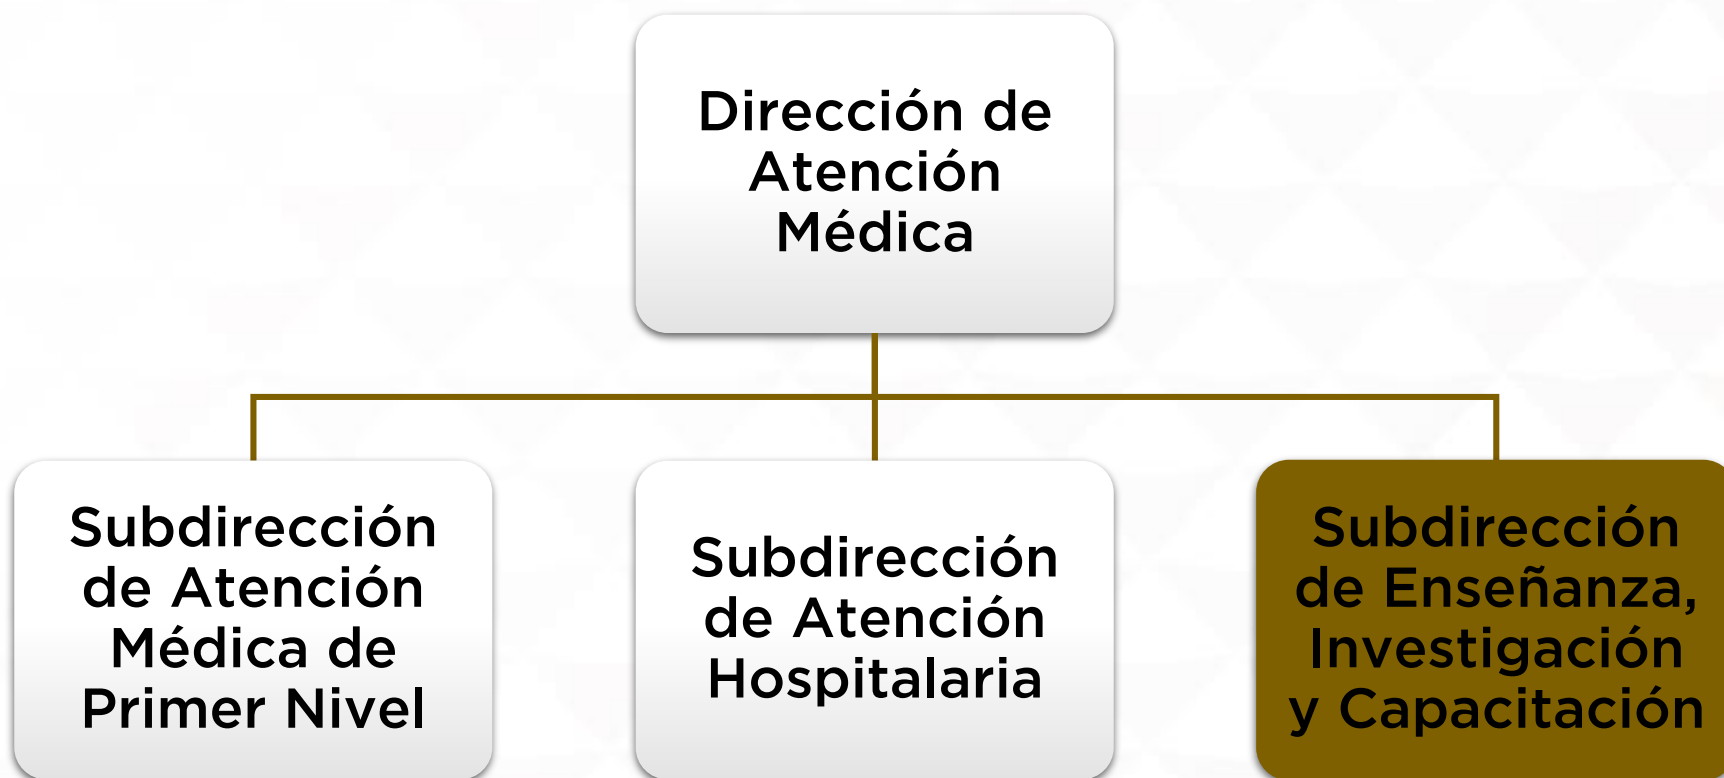 Dirección de
Atención
Médica
Subdirección
de Atención
Médica de
Primer Nivel
Subdirección
de Atención
Hospitalaria
Subdirección
de Enseñanza,
Investigación
y Capacitación